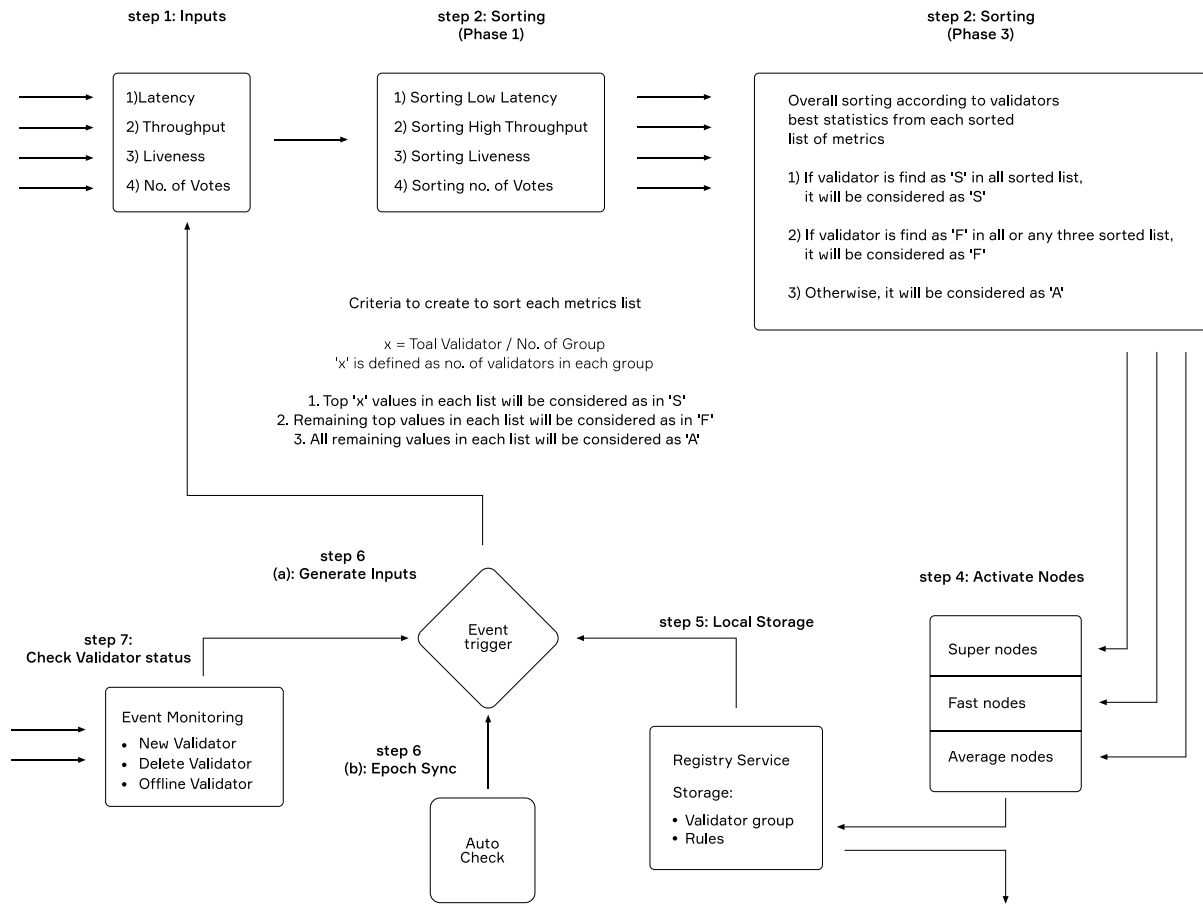 step 1: Inputs
step 2: Sorting
(Phase 1)
step 2: Sorting
(Phase 3)
1)Latency
2) Throughput
3) Liveness
4) No. of Votes
1) Sorting Low Latency
2) Sorting High Throughput
3) Sorting Liveness
4) Sorting no. of Votes
Overall sorting according to validators
best statistics from each sorted
list of metrics
1) If validator is find as 'S' in all sorted list,
it will be considered as 'S'
2) If validator is find as 'F' in all or any three sorted list,
it will be considered as 'F'
3) Otherwise, it will be considered as 'A'
Criteria to create to sort each metrics list
x = Toal Validator / No. of Group
'x' is defined as no. of validators in each group
1. Top 'x' values in each list will be considered as in 'S'
2. Remaining top values in each list will be considered as in 'F'
3. All remaining values in each list will be considered as 'A'
step 6
(a): Generate Inputs
Event
trigger
step 7:
Check Validator status
Event Monitoring
• New Validator
• Delete Validator
• Offline Validator
step 6
(b): Epoch Sync
Auto
Check
step 5: Local Storage
Registry Service
Storage:
• Validator group
• Rules
step 4: Activate Nodes
Super nodes
Fast nodes
Average nodes